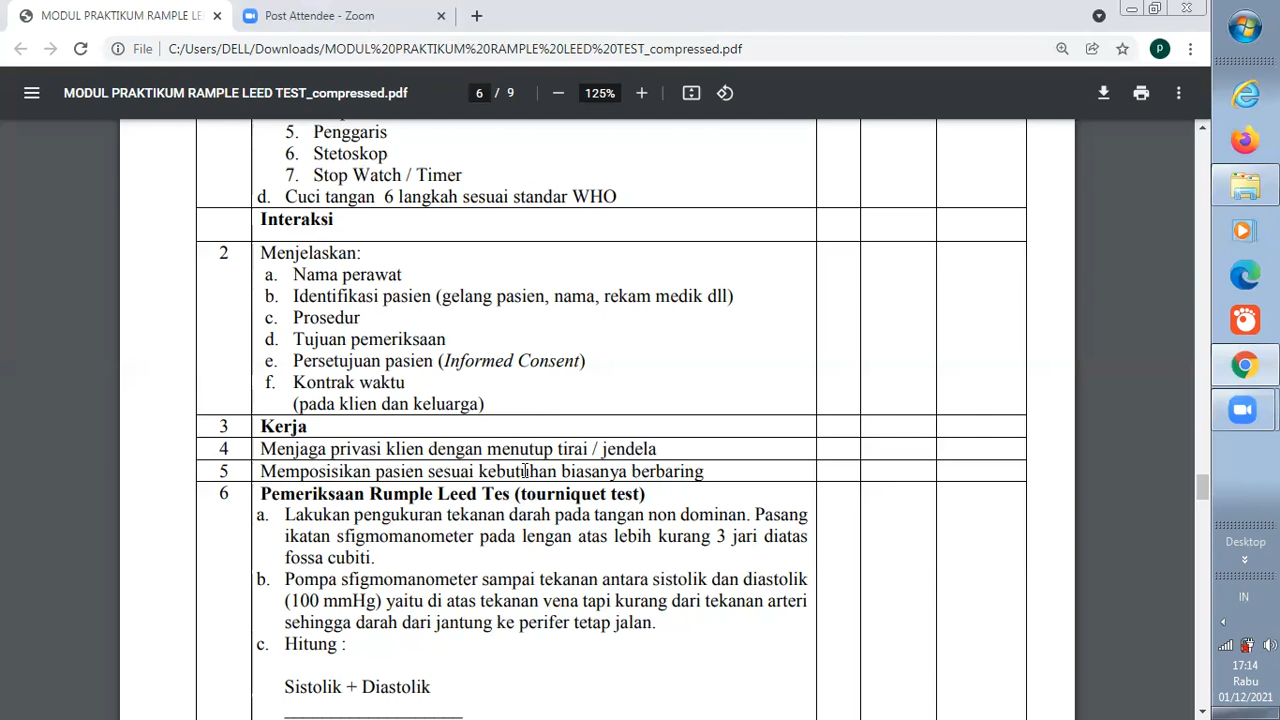 MODUL PRAKTIKUM RAMPLE LE
Post Attendee - Zoom
File
C:/Users/DELL/Downloads/MODUL%20PRAKTIKUM%20RAMPLE%20LEED%20TEST_compressed.pdf
P
MODUL PRAKTIKUM RAMPLE LEED TEST_compressed.pdf
6 / 9
125%
5. Penggaris
6. Stetoskop
7. Stop Watch / Timer
d. Cuci tangan 6 langkah sesuai standar WHO
Interaksi
2 Menjelaskan:
a. Nama perawat
b. Identifikasi pasien (gelang pasien, nama, rekam medik dll)
c. Prosedur
d. Tujuan pemeriksaan
e. Persetujuan pasien (Informed Consent)
f. Kontrak waktu
(pada klien dan keluarga)
3 Kerja
4 Menjaga privasi klien dengan menutup tirai / jendela
5 Memposisikan pasien sesuai kebutuhan biasanya berbaring
6 Pemeriksaan Rumple Leed Tes (tourniquet test)
a. Lakukan pengukuran tekanan darah pada tangan non dominan. Pasang
ikatan sfigmomanometer pada lengan atas lebih kurang 3 jari diatas
fossa cubiti.
b. Pompa sfigmomanometer sampai tekanan antara sistolik dan diastolik
(100 mmHg) yaitu di atas tekanan vena tapi kurang dari tekanan arteri
sehingga darah dari jantung ke perifer tetap jalan.
c. Hitung :
Sistolik + Diastolik
Desktop
IN
17:14
Rabu
01/12/2021